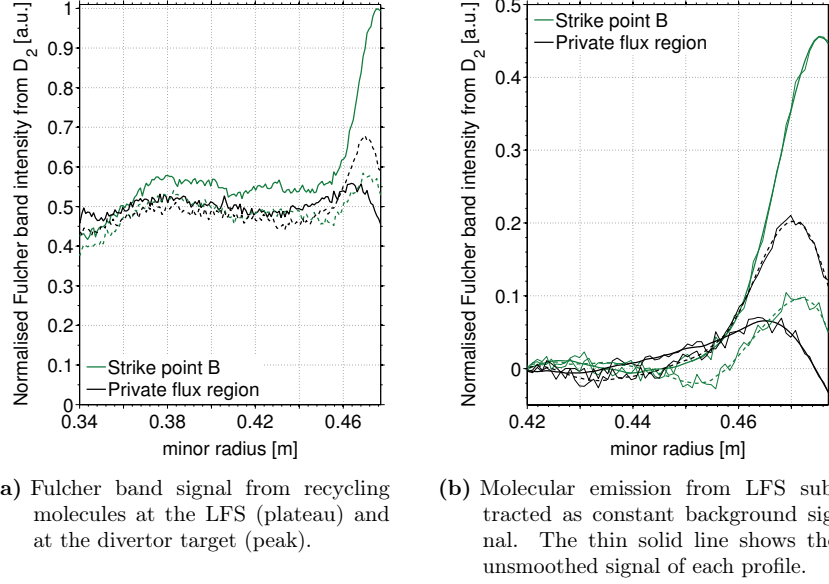 Normalised Fulcher band intensity from D2 [a.u.]
1
0.9
0.8
0.7
0.6
0.5
0.4
0.3
0.2
0.1
0
Strike point B
Private flux region
0.34
0.38
0.42
0.46
minor radius [m]
Normalised Fulcher band intensity from D2 [a.u.]
0.5
0.4
0.3
0.2
0.1
0
Strike point B
Private flux region
0.42
0.44
0.46
minor radius [m]
a) Fulcher band signal from recycling
molecules at the LFS (plateau) and
at the divertor target (peak).
(b) Molecular emission from LFS sub
tracted as constant background sig
nal. The thin solid line shows the
unsmoothed signal of each profile.